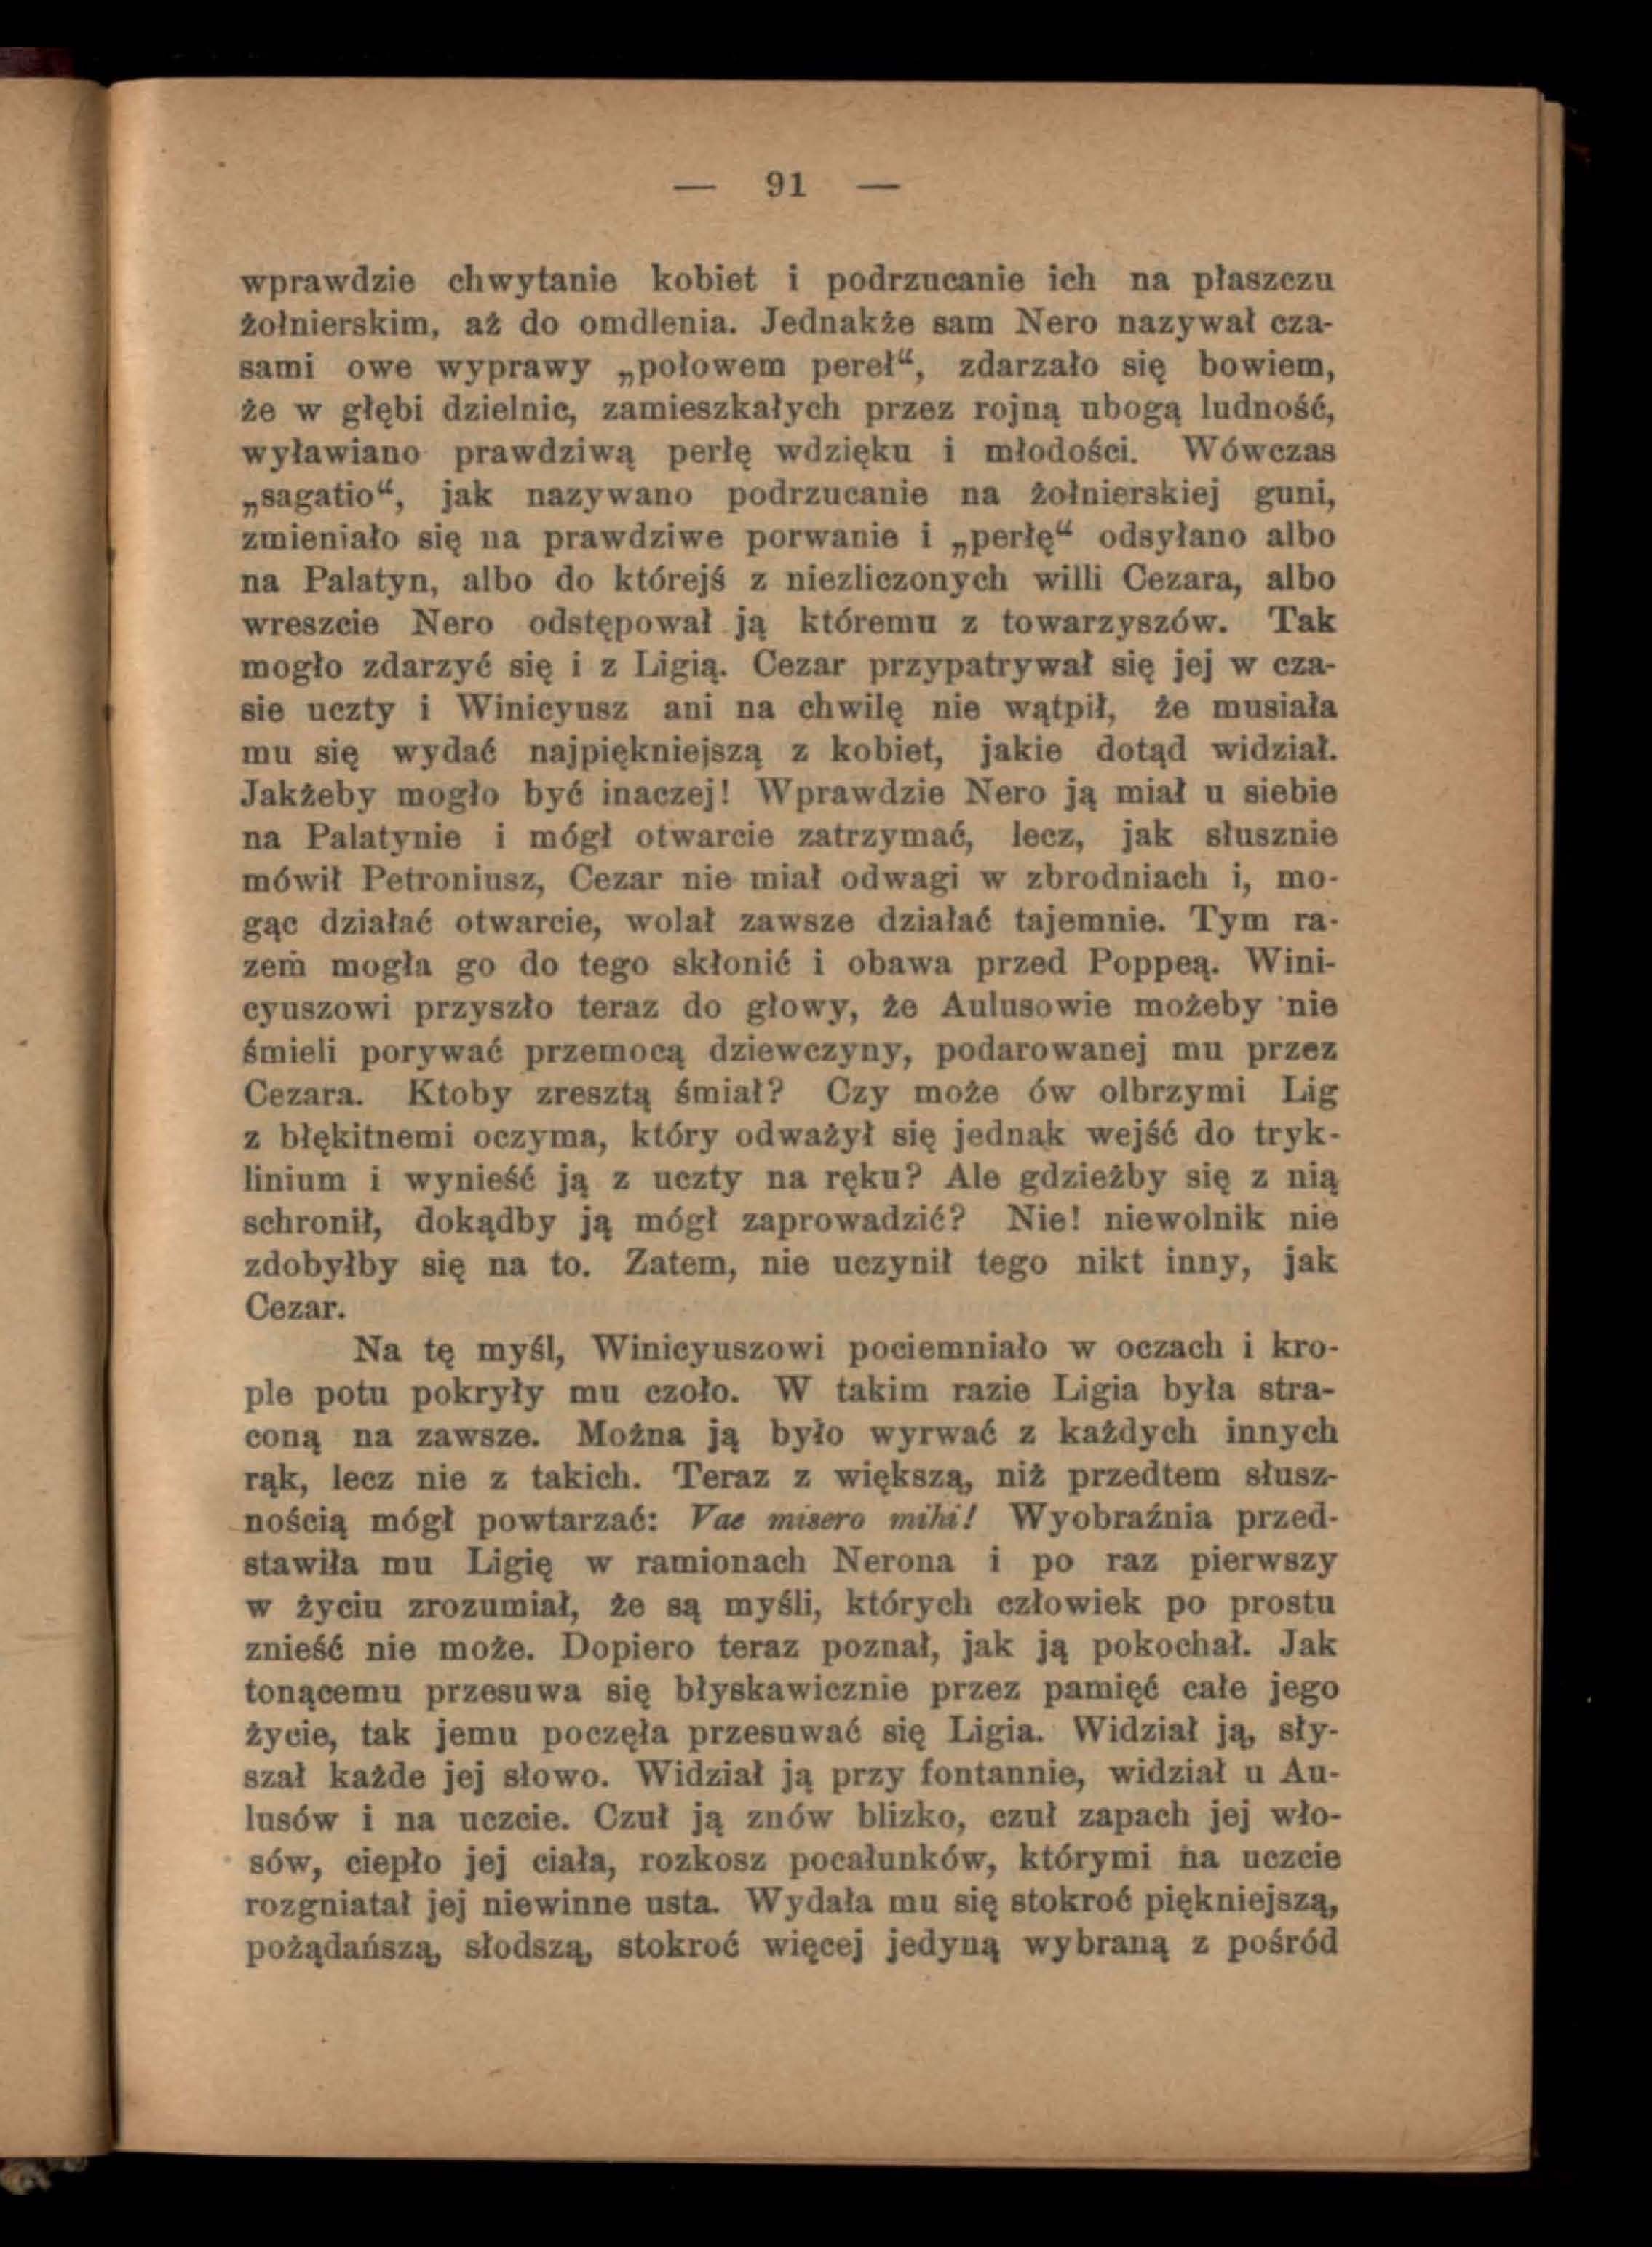 — 91 —
wprawdzie chwytanie kobiet i podrzucanie ich na płaszczu
żołnierskim, aż do omdlenia. Jednakże sam Nero nazywał cza-
sami owe wyprawy „połowem pereł“, zdarzało się bowiem,
że w głębi dzielnic, zamieszkałych przez rojną ubogą ludność,
wyławiano prawdziwą perłę wdzięku i młodości. Wówczas
„sagatio“, jak nazywano podrzucanie na żołnierskiej guni,
zmieniało się na prawdziwe porwanie i „perłę“ odsyłano albo
na Palatyn, albo do którejś z niezliczonych willi Cezara, albo
wreszcie Nero odstępował ją któremu z towarzyszów. Tak
mogło zdarzyć się i z Ligią. Cezar przypatrywał się jej w cza-
sie uczty i Winicyusz ani na chwilę nie wątpił, że musiała
mu się wydać najpiękniejszą z kobiet, jakie dotąd widział.
Jakżeby mogło być inaczej! Wprawdzie Nero ją miał u siebie
na Palatynie i mógł otwarcie zatrzymać, lecz, jak słusznie
mówił Petroniusz, Cezar nie miał odwagi w zbrodniach i, mo-
gąc działać otwarcie, wolał zawsze działać tajemnie. Tym ra-
zem mogła go do tego skłonić i obawa przed Poppeą. Wini-
cyuszowi przyszło teraz do głowy, że Aulusowie możeby nie
śmieli porywać przemocą dziewczyny, podarowanej mu przez
Cezara. Ktoby zresztą śmiał? Czy może ów olbrzymi Lig
z błękitnemi oczyma, który odważył się jednak wejść do tryk-
linium i wynieść ją z uczty na ręku? Ale gdzieżby się z nią
schronił, dokądby ją mógł zaprowadzić? Nie! niewolnik nie
zdobyłby się na to. Zatem, nie uczynił tego nikt inny, jak
Cezar.
Na tę myśl, Winicyuszowi pociemniało w oczach i kro-
ple potu pokryły mu czoło. W takim razie Ligia była stra-
coną na zawsze. Można ją było wyrwać z każdych innych
rąk, lecz nie z takich. Teraz z większą, niż przedtem słusz-
nością mógł powtarzać: Vae misero mihi! Wyobraźnia przed-
stawiła mu Ligię w ramionach Nerona i po raz pierwszy
w życiu zrozumiał, że są myśli, których człowiek po prostu
znieść nie może. Dopiero teraz poznał, jak ją pokochał. Jak
tonącemu przesuwa się błyskawicznie przez pamięć całe jego
życie, tak jemu poczęła przesuwać się Ligia. Widział ją, sły-
szał każde jej słowo. Widział ją przy fontannie, widział u Au-
lusów i na uczcie. Czuł ją znów blizko, czuł zapach jej wło-
sów, ciepło jej ciała, rozkosz pocałunków, którymi na uczcie
rozgniatał jej niewinne usta. Wydała mu się stokroć piękniejszą,
pożądańszą, słodszą, stokroć więcej jedyną wybraną z pośród